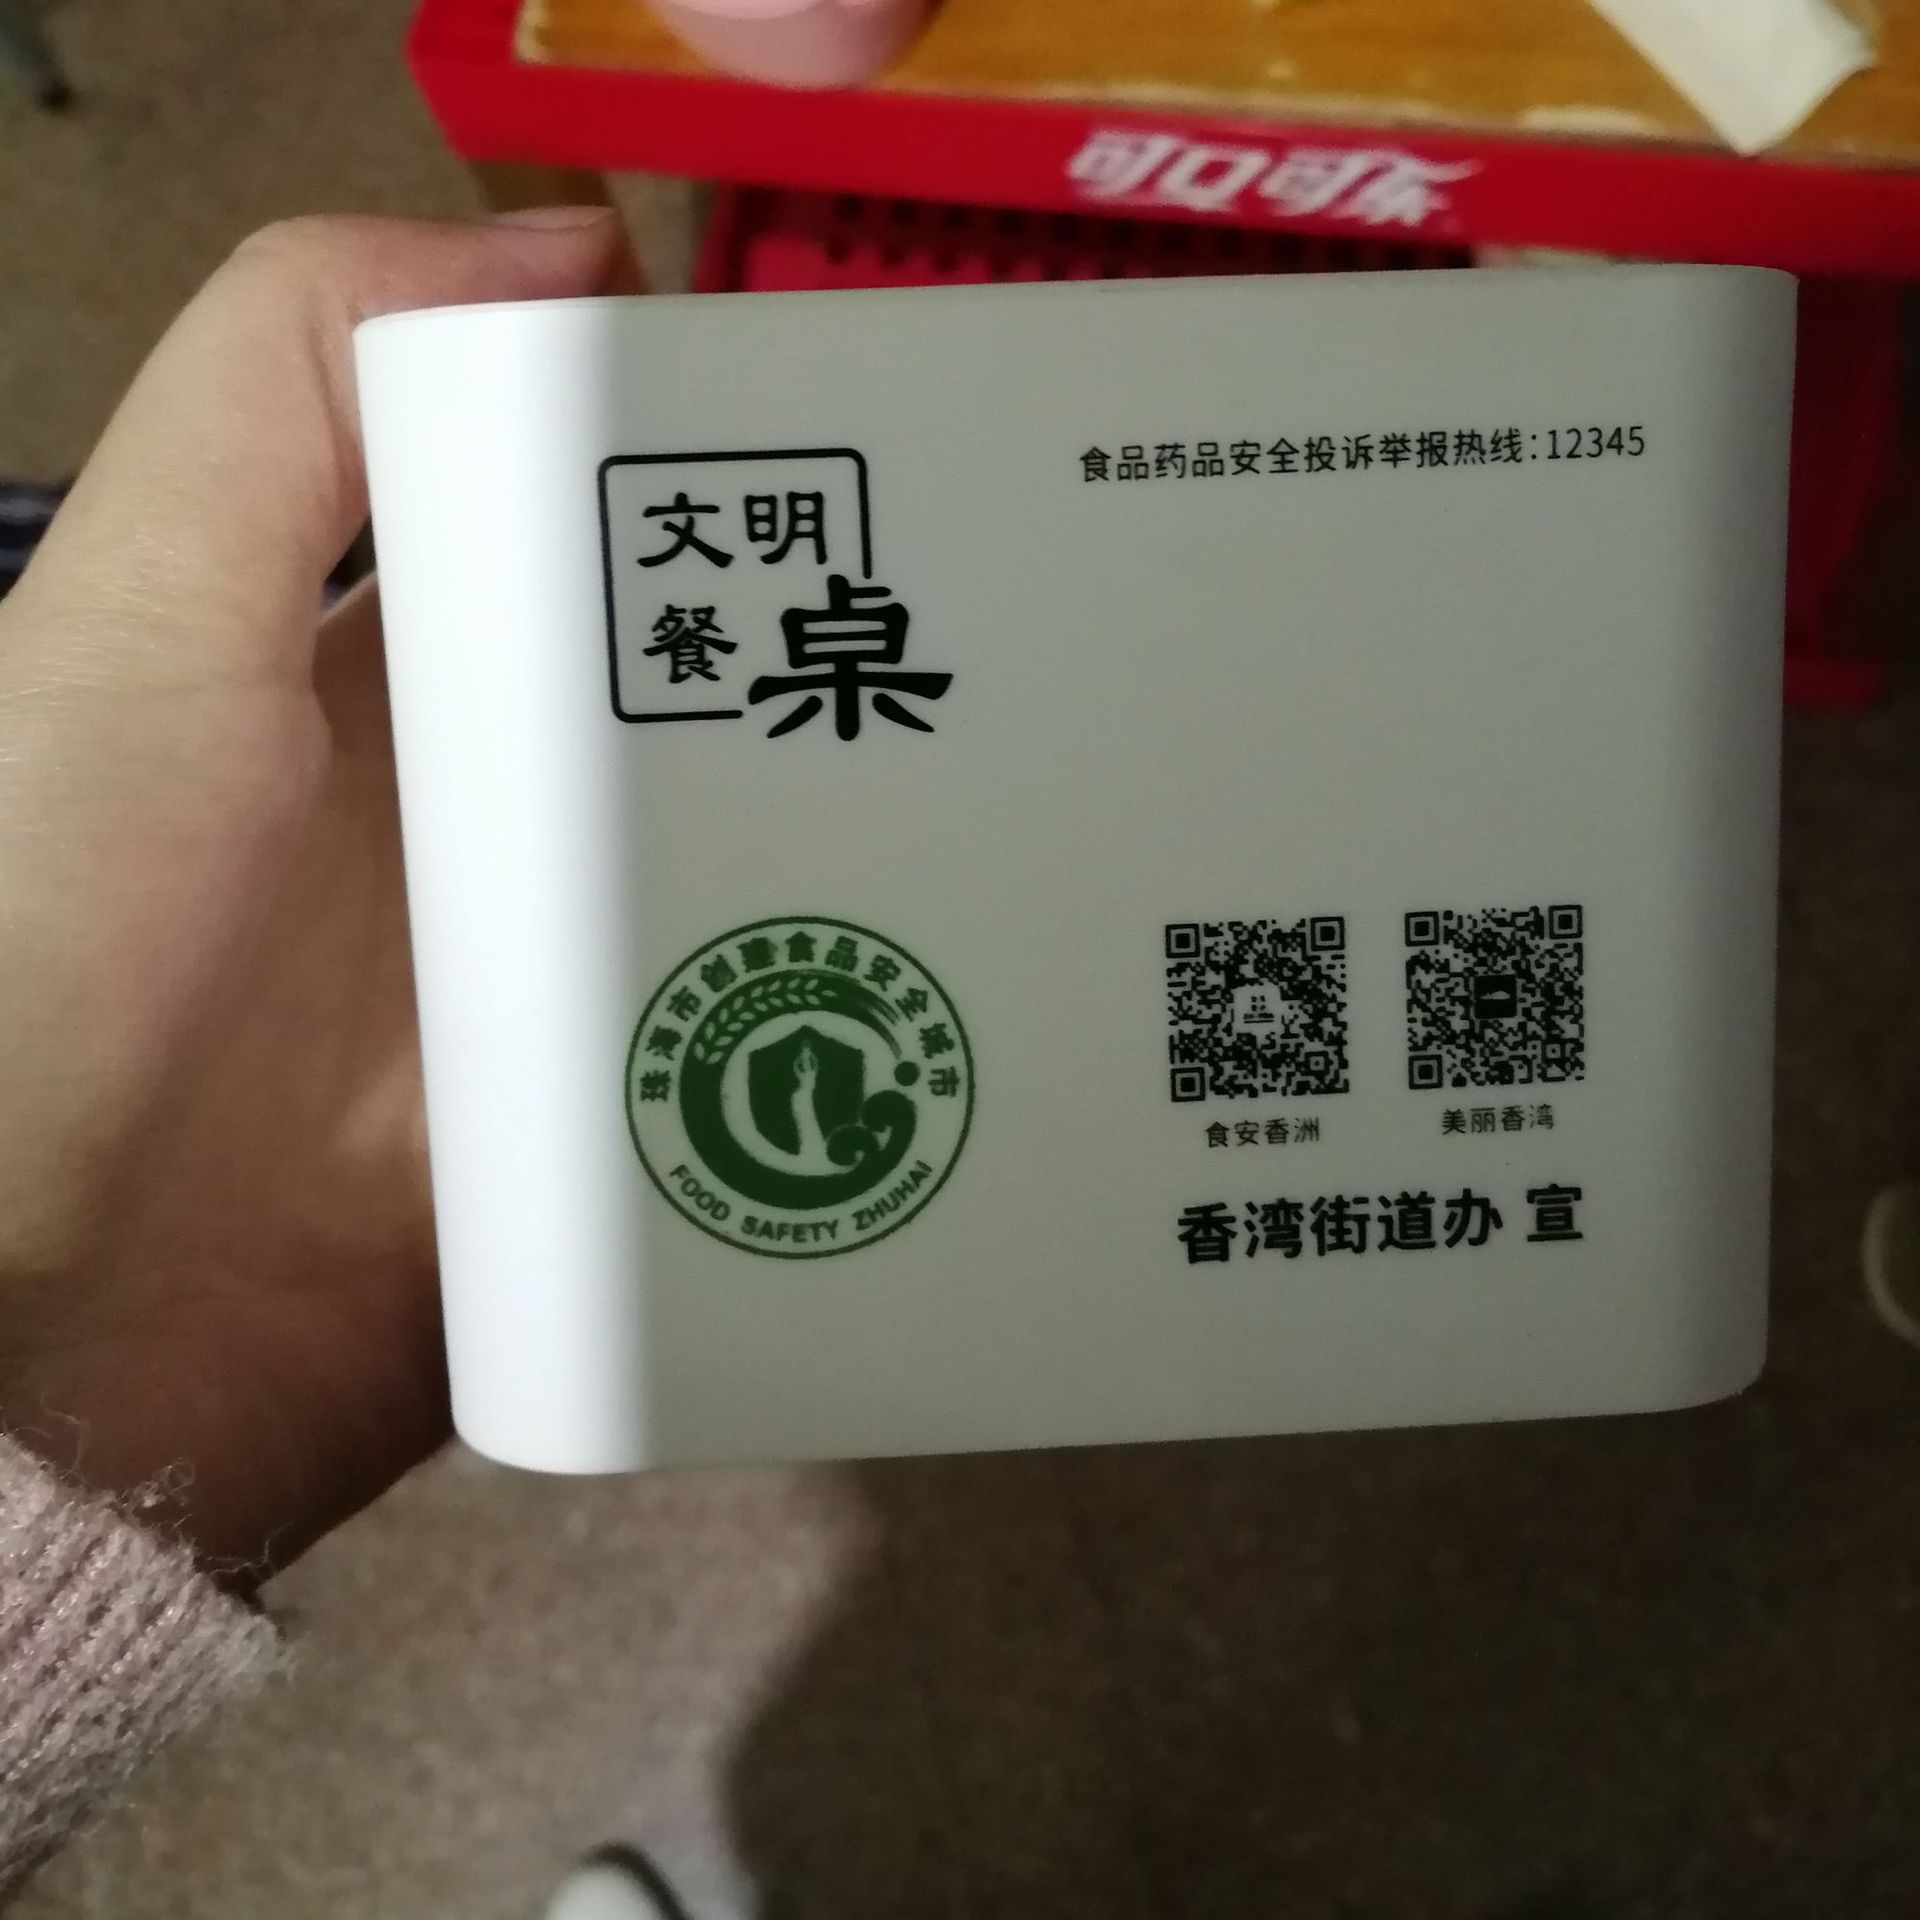 可口可乐
食品药品安全投诉举报热线:12345
文明
餐桌
珠海市创建食品安全城市
FOOD SAFETY ZHUHAI
食安香洲
美丽香湾
香湾街道办 宣